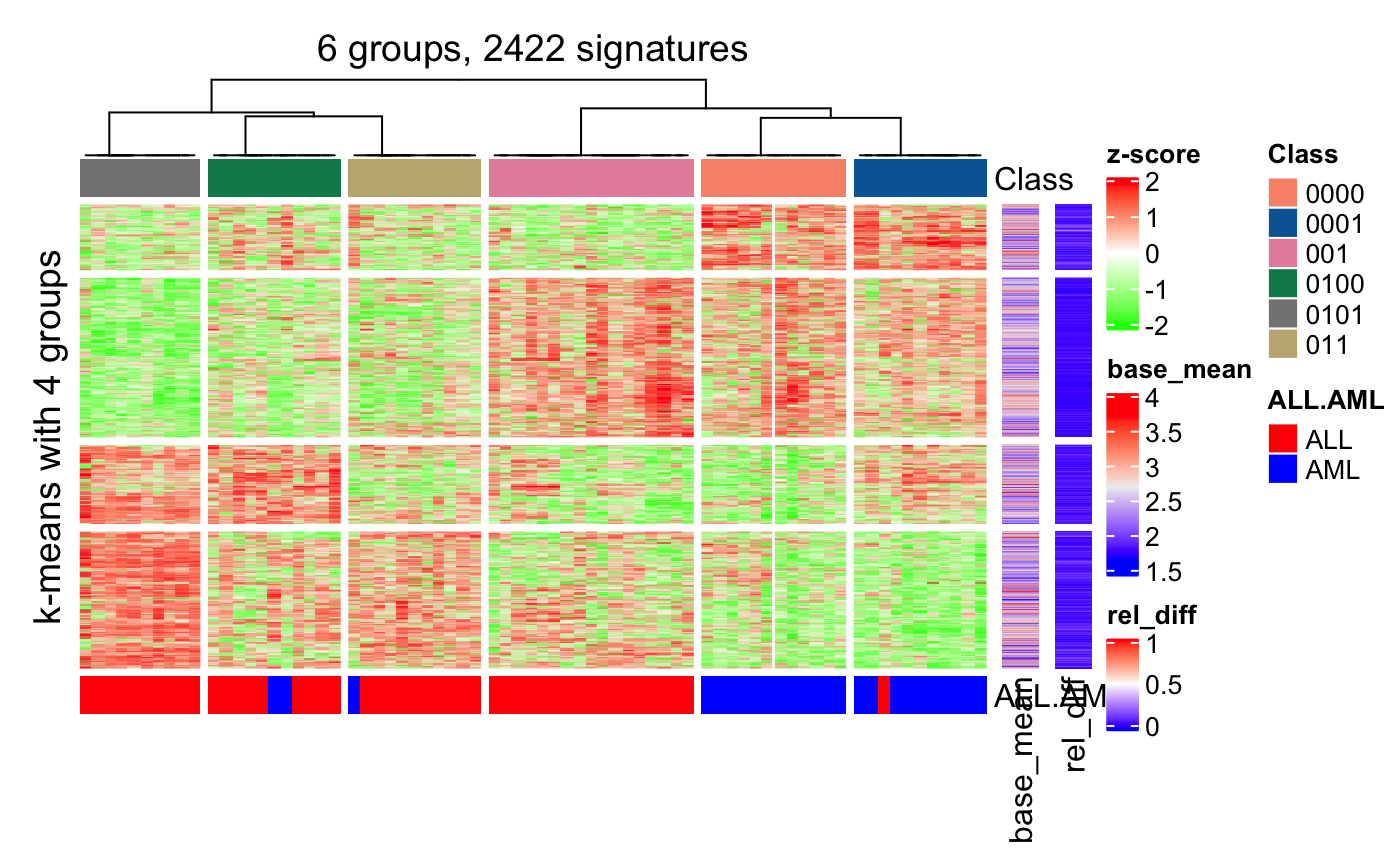 6 groups, 2422 signatures
k-means with 4 groups
Class
ALL.AM
base_mean
rel_diff
z-score
2
1
0
-1
-2
base_mean
4
3.5
3
2.5
2
1.5
rel_diff
1
0.5
0
Class
0000
0001
001
0100
0101
011
ALL.AML
ALL
AML